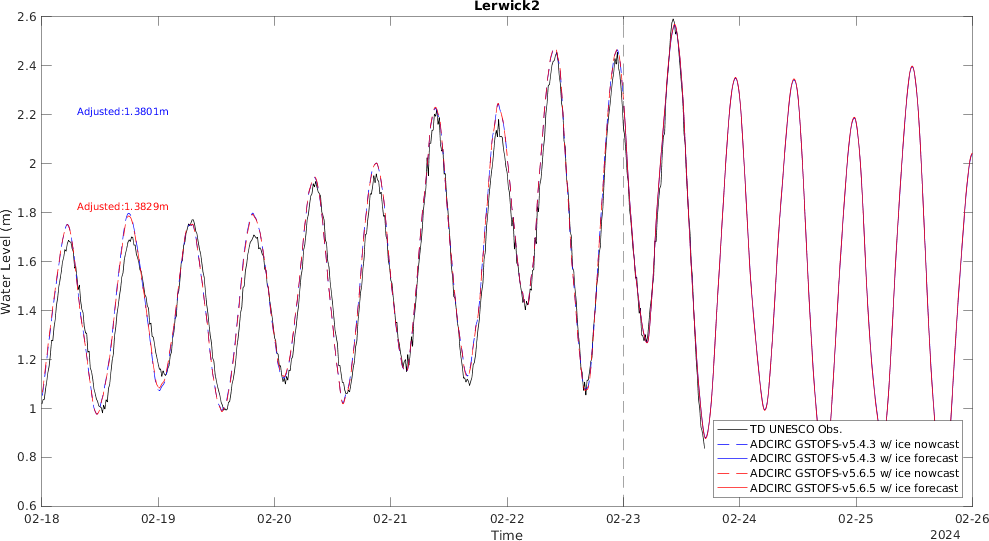 Lerwick2
2.6
2.4
2.2
2
1.8
1.6
1.4
1.2
1
0.8
0.6
Water Level (m)
Adjusted:1.3801m
Adjusted:1.3829m
TD UNESCO Obs.
ADCIRC GSTOFS-v5.4.3 w/ ice nowcast
ADCIRC GSTOFS-v5.4.3 w/ ice forecast
ADCIRC GSTOFS-v5.6.5 w/ ice nowcast
ADCIRC GSTOFS-v5.6.5 w/ ice forecast
02-18 02-19 02-20 02-21 02-22 02-23 02-24 02-25 02-26
Time
2024